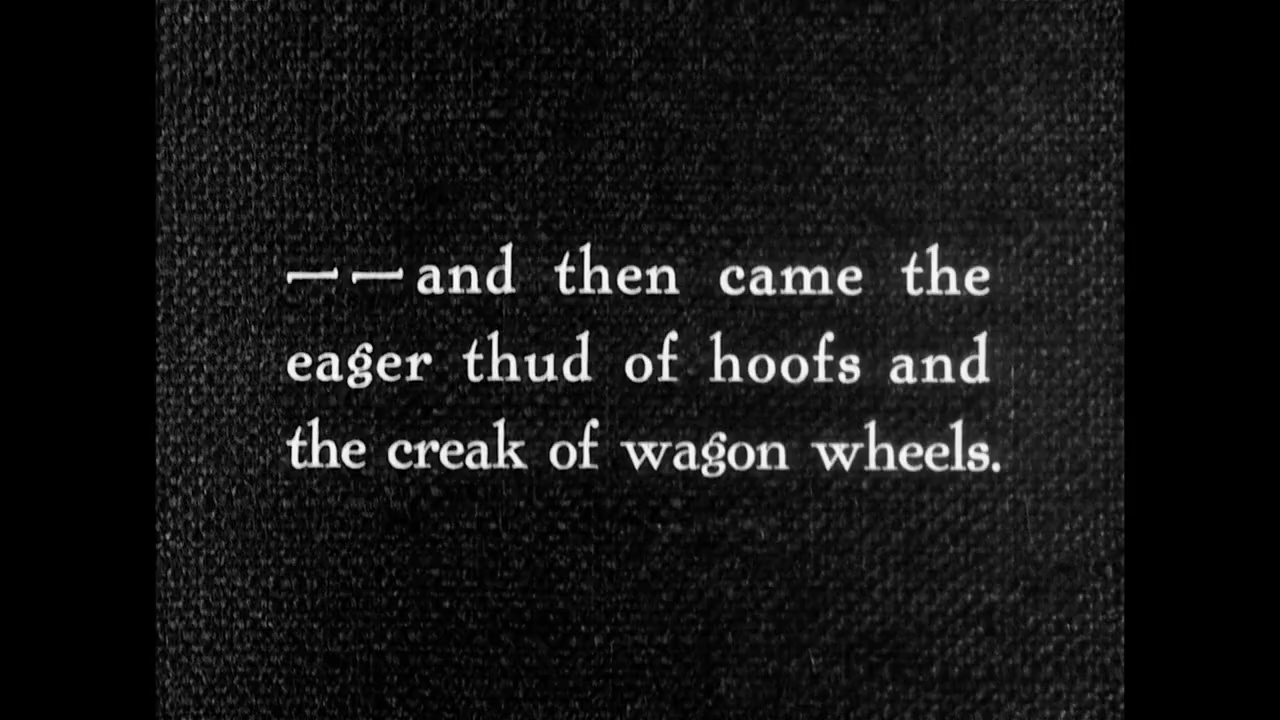 ——and then came the
eager thud of hoofs and
the creak of wagon wheels.